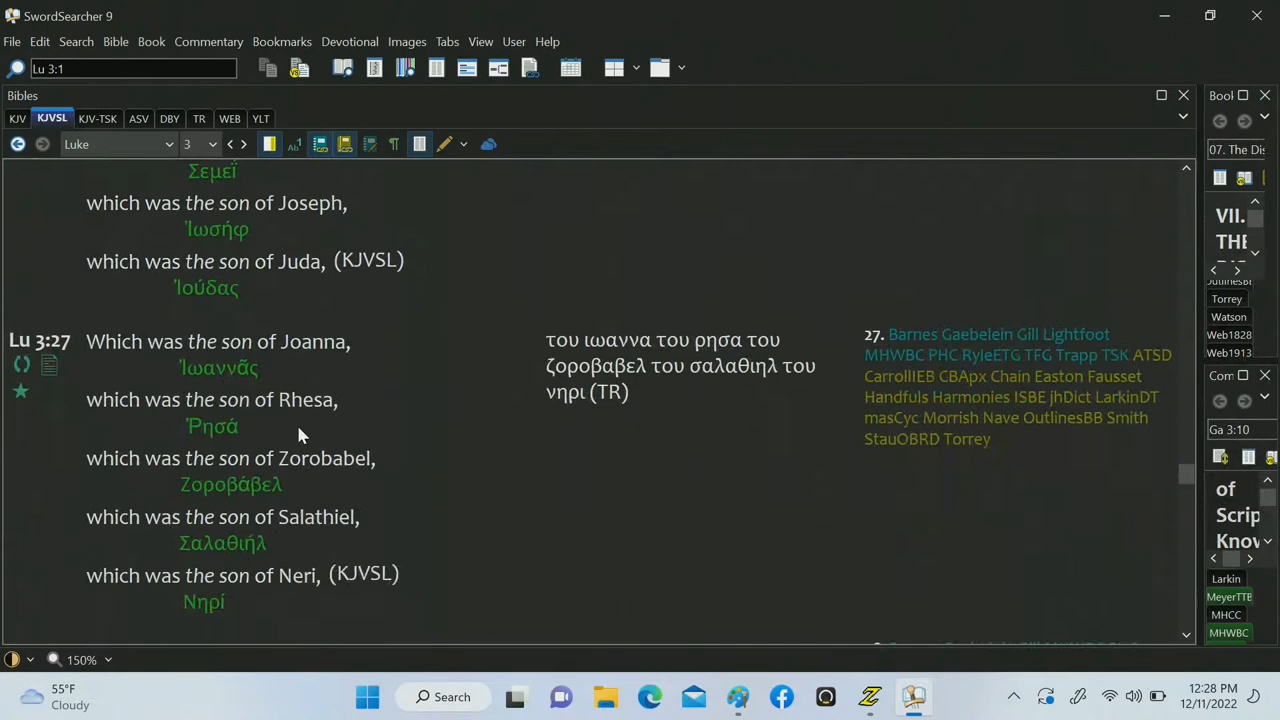 SwordSearcher 9
File Edit Search Bible Book Commentary Bookmarks Devotional Images Tabs View User Help
Lu 3:1
Bibles
KJV KJVSL KJV-TSK ASV DBY TR WEB YLT
Luke 3
Σεμεΐ
which was the son of Joseph,
Ἰωσήφ
which was the son of Juda, (KJVSL)
Ἰούδας
Lu 3:27 Which was the son of Joanna,
Ἰωαννᾶς
which was the son of Rhesa,
Ῥησά
which was the son of Zorobabel,
Ζοροβάβελ
which was the son of Salathiel,
Σαλαθιήλ
which was the son of Neri, (KJVSL)
Νηρί
του ιωαννα του ρησα του
ζοροβαβελ του σαλαθιηλ του
νηρι (TR)
27. Barnes Gaebelein Gill Lightfoot
MHWBC PHC RyleETG TFG Trapp TSK ATSD
CarrollIEB CBApx Chain Easton Fausset
Handfuls Harmonies ISBE jhDict LarkinDT
masCyc Morrish Nave OutlinesBB Smith
StauOBRD Torrey
Bool
07. The Dis
VII.
THE
Torrey
Watson
Web1828
Web1913
Com
Ga 3:10
of
Scrip
Know
Larkin
MeyerTTB
MHCC
MHWBC
150%
55°F
Cloudy
Search
12:28 PM
12/11/2022